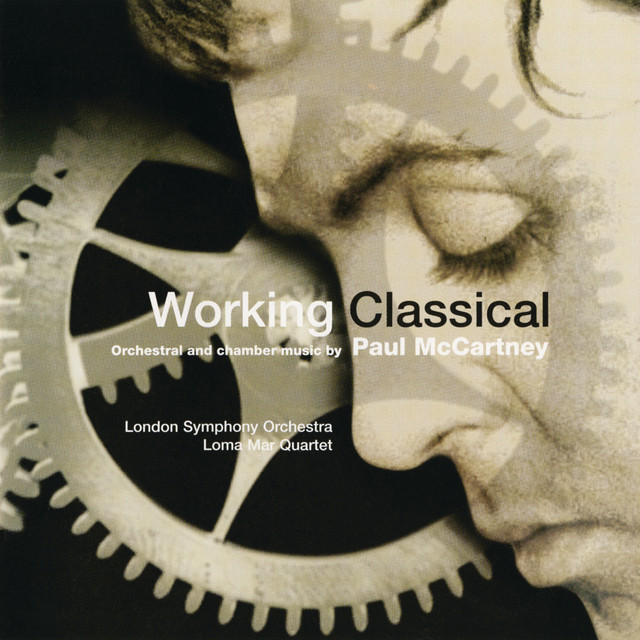 Working Classical
Orchestral and chamber music by Paul McCartney
London Symphony Orchestra
Loma Mar Quartet